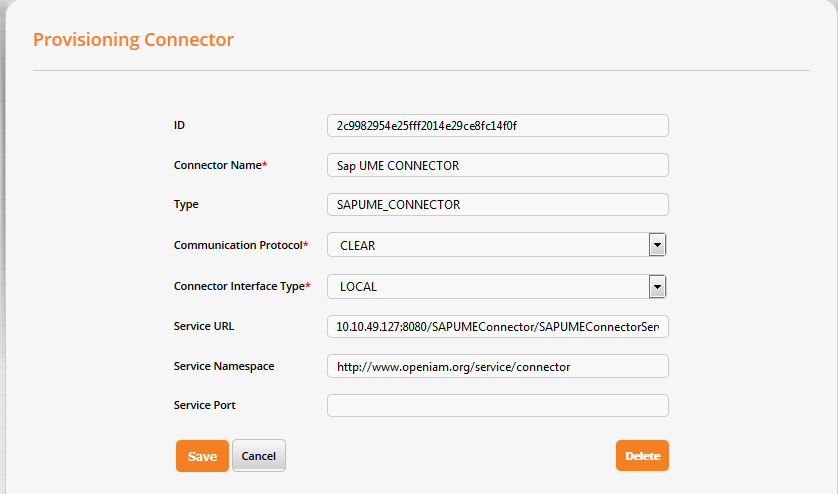 Provisioning Connector
ID 2c9982954e25fff2014e29ce8fc14f0f
Connector Name* Sap UME CONNECTOR
Type SAPUME_CONNECTOR
Communication Protocol* CLEAR
Connector Interface Type* LOCAL
Service URL 10.10.49.127:8080/SAPUMEConnector/SAPUMEConnectorServ
Service Namespace http://www.openiam.org/service/connector
Service Port
Save Cancel Delete